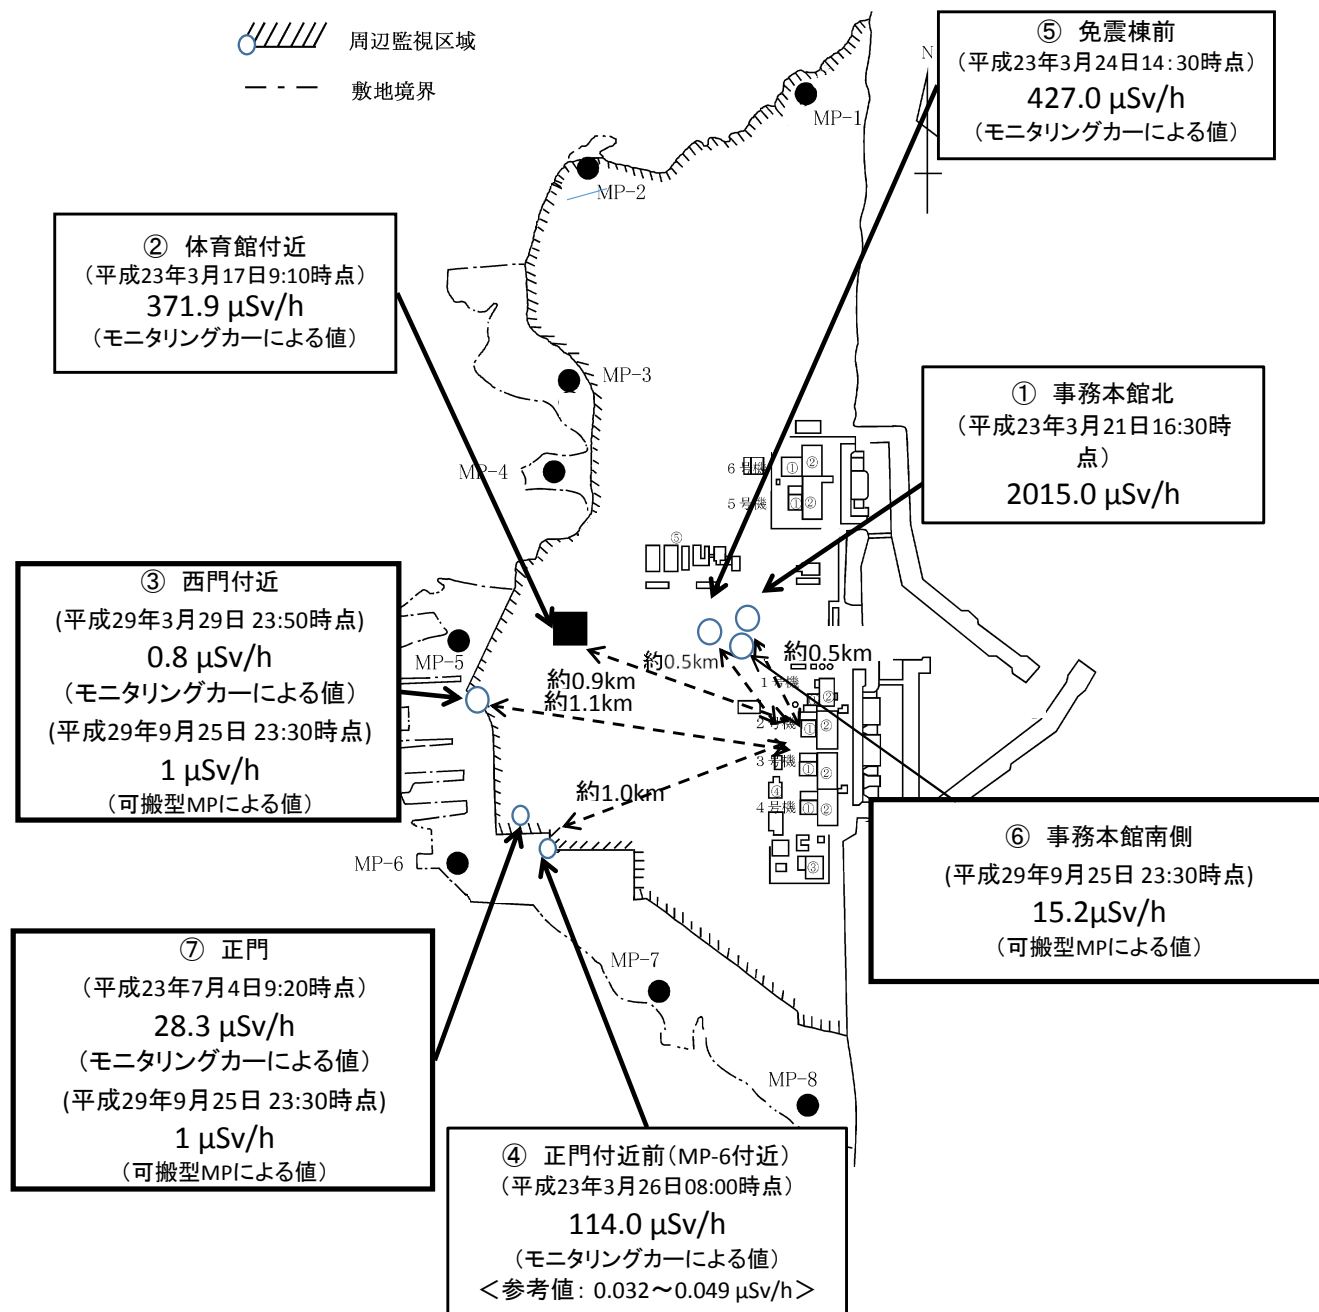 周辺監視区域
敷地境界
⑤ 免震棟前
（平成23年3月24日14：30時点）
427.0 μSv/h
（モニタリングカーによる値）
N
MP-1
MP-2
② 体育館付近
（平成23年3月17日9:10時点）
371.9 μSv/h
（モニタリングカーによる値）
MP-3
① 事務本館北
（平成23年3月21日16:30時
点）
2015.0 μSv/h
MP-4
６号機
①
②
５号機
①
②
⑤
③ 西門付近
(平成29年3月29日 23:50時点)
0.8 μSv/h
（モニタリングカーによる値）
(平成29年9月25日 23:30時点)
1 μSv/h
（可搬型MPによる値）
MP-5
約0.5km
約0.5km
約0.9km
約1.1km
１号機
②
２号機
①
②
３号機
①
②
約1.0km
④
４号機
①
②
③
MP-6
⑥ 事務本館南側
(平成29年9月25日 23:30時点)
15.2μSv/h
（可搬型MPによる値）
⑦ 正門
（平成23年7月4日9:20時点）
28.3 μSv/h
（モニタリングカーによる値）
(平成29年9月25日 23:30時点)
1 μSv/h
（可搬型MPによる値）
MP-7
MP-8
④ 正門付近前（MP-6付近）
（平成23年3月26日08:00時点）
114.0 μSv/h
（モニタリングカーによる値）
＜参考値： 0.032～0.049 μSv/h＞